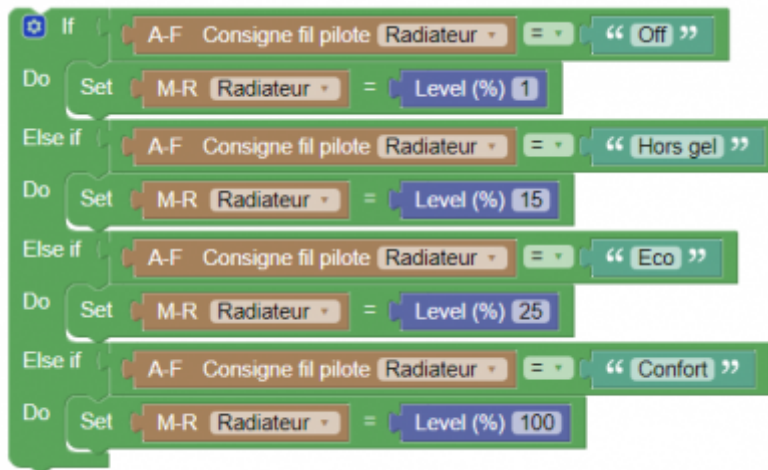 If A-F Consigne fil pilote Radiateur = “ Off ”
Do Set M-R Radiateur = Level (%) 1
Else if A-F Consigne fil pilote Radiateur = “ Hors gel ”
Do Set M-R Radiateur = Level (%) 15
Else if A-F Consigne fil pilote Radiateur = “ Eco ”
Do Set M-R Radiateur = Level (%) 25
Else if A-F Consigne fil pilote Radiateur = “ Confort ”
Do Set M-R Radiateur = Level (%) 100